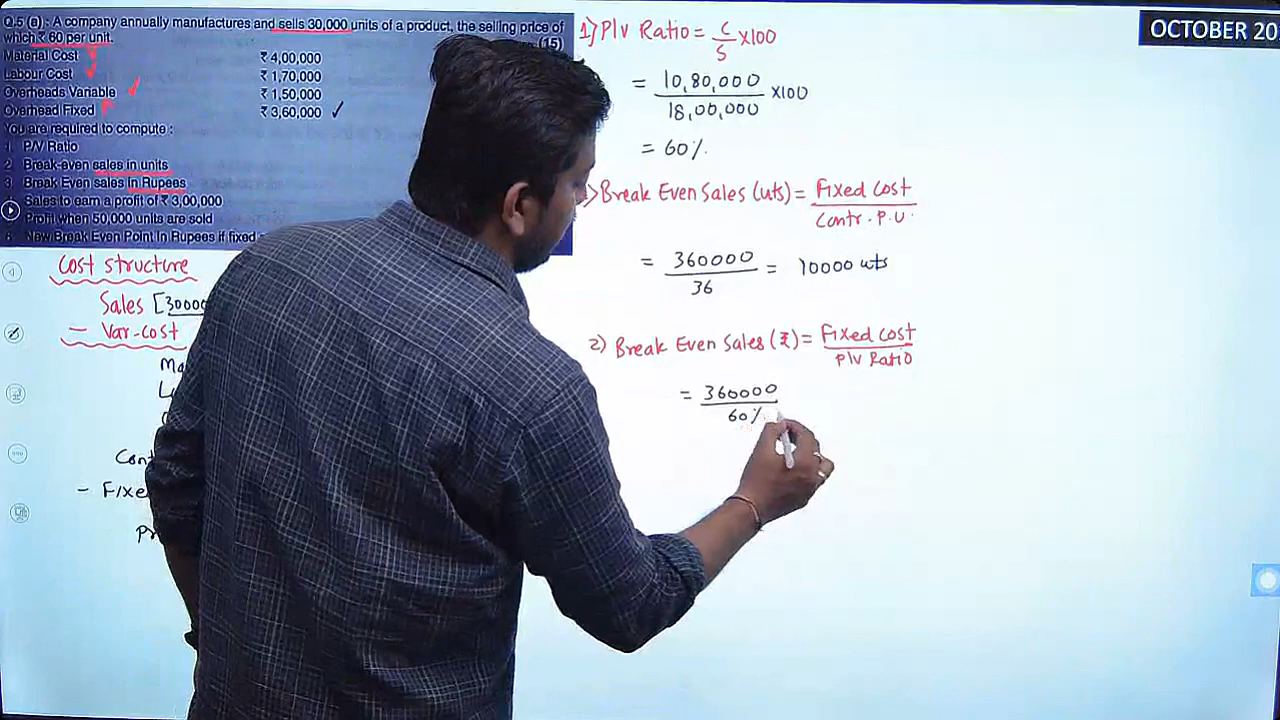 Q.5 (a) : A company annually manufactures and sells 30,000 units of a product, the selling price of
which ₹ 60 per unit. (15)
Material Cost ₹ 4,00,000
Labour Cost ₹ 1,70,000
Overheads Variable ₹ 1,50,000
Overhead Fixed ₹ 3,60,000
You are required to compute :
1. P/V Ratio
2. Break-even sales in units
3. Break Even sales in Rupees
Sales to earn a profit of ₹ 3,00,000
Profit when 50,000 units are sold
New Break Even Point in Rupees if fixed
Cost structure
Sales [30000
- Var-cost
Ma
L
Cont
- Fixe
Pr
1) P/V Ratio = C/S x100
= 10,80,000/18,00,000 x100
= 60%.
) Break Even Sales (uts) = Fixed Cost/Contr. P.U.
= 360000/36 = 10000 uts
2) Break Even Sales (₹) = Fixed Cost/P/V Ratio
= 360000/60%
OCTOBER 20